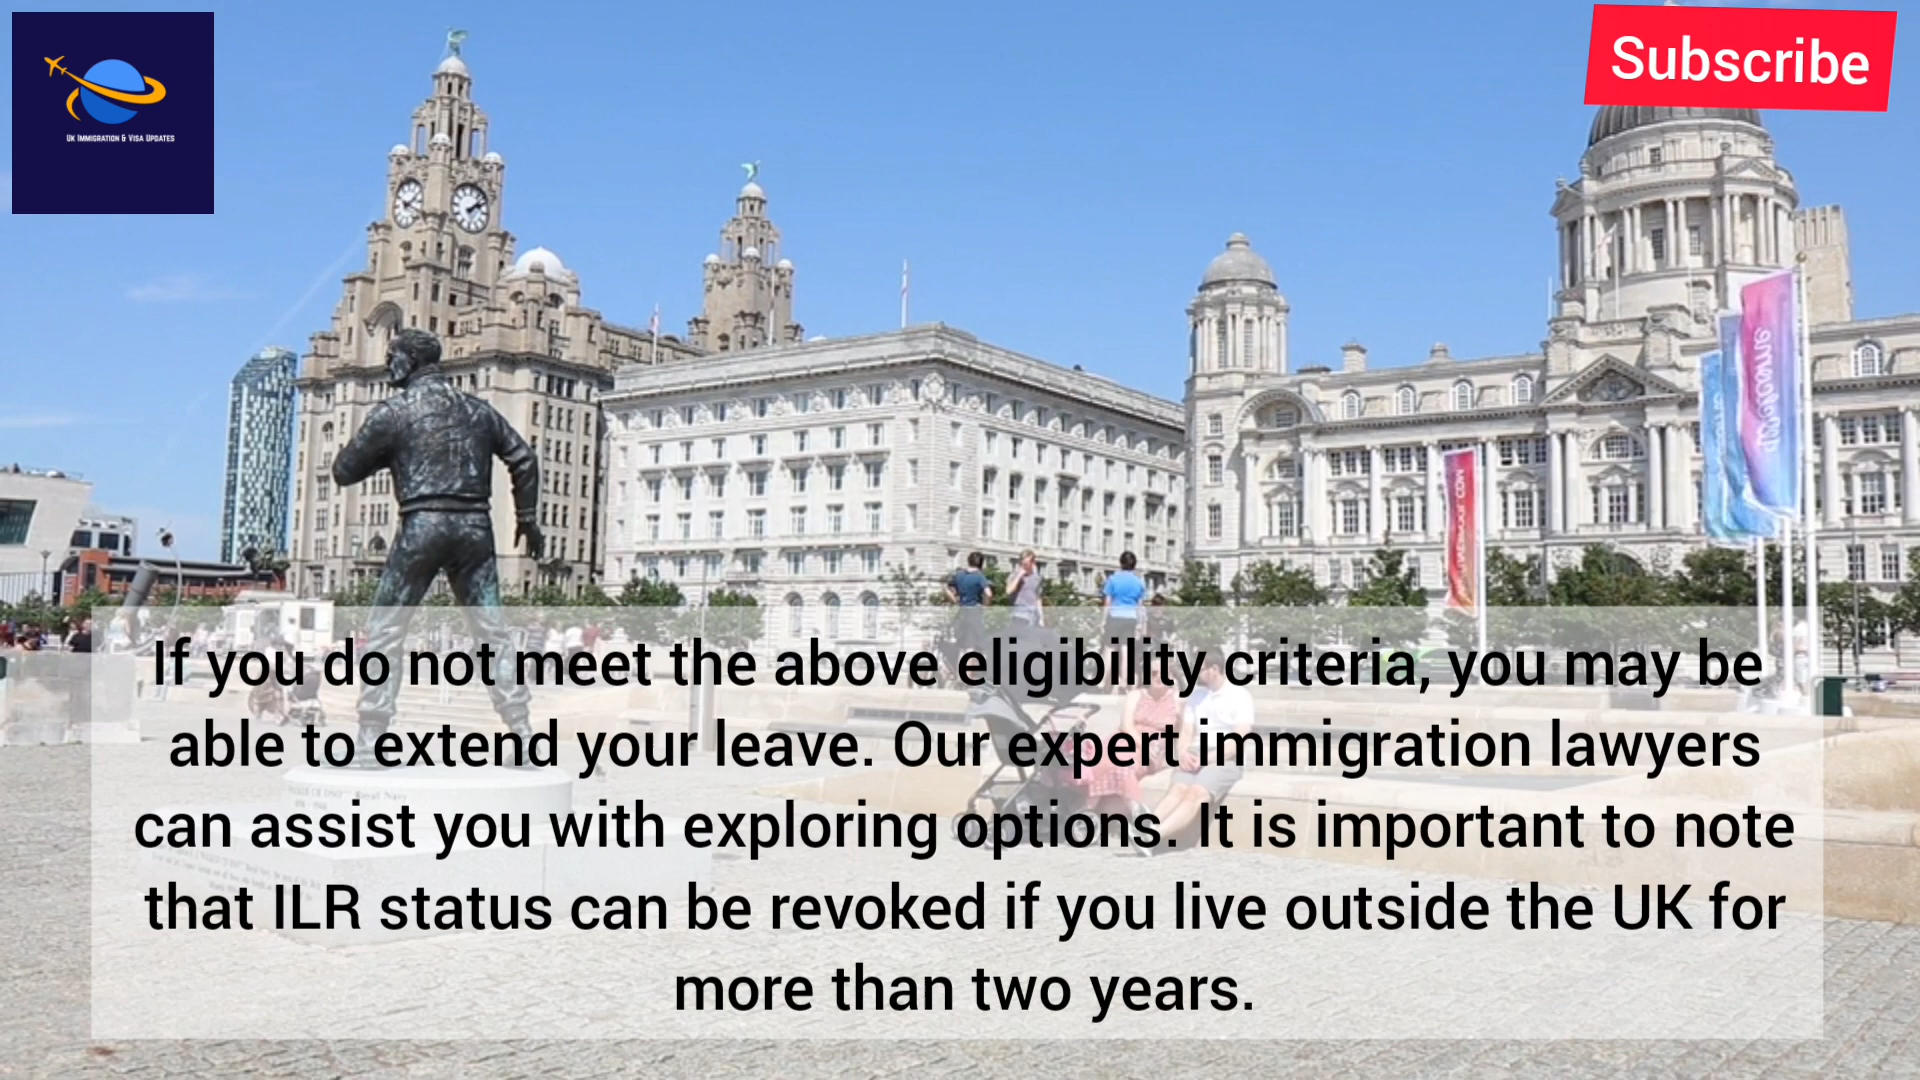 UK IMMIGRATION & VISA UPDATES
Subscribe
Welcome
If you do not meet the above eligibility criteria, you may be
able to extend your leave. Our expert immigration lawyers
can assist you with exploring options. It is important to note
that ILR status can be revoked if you live outside the UK for
more than two years.